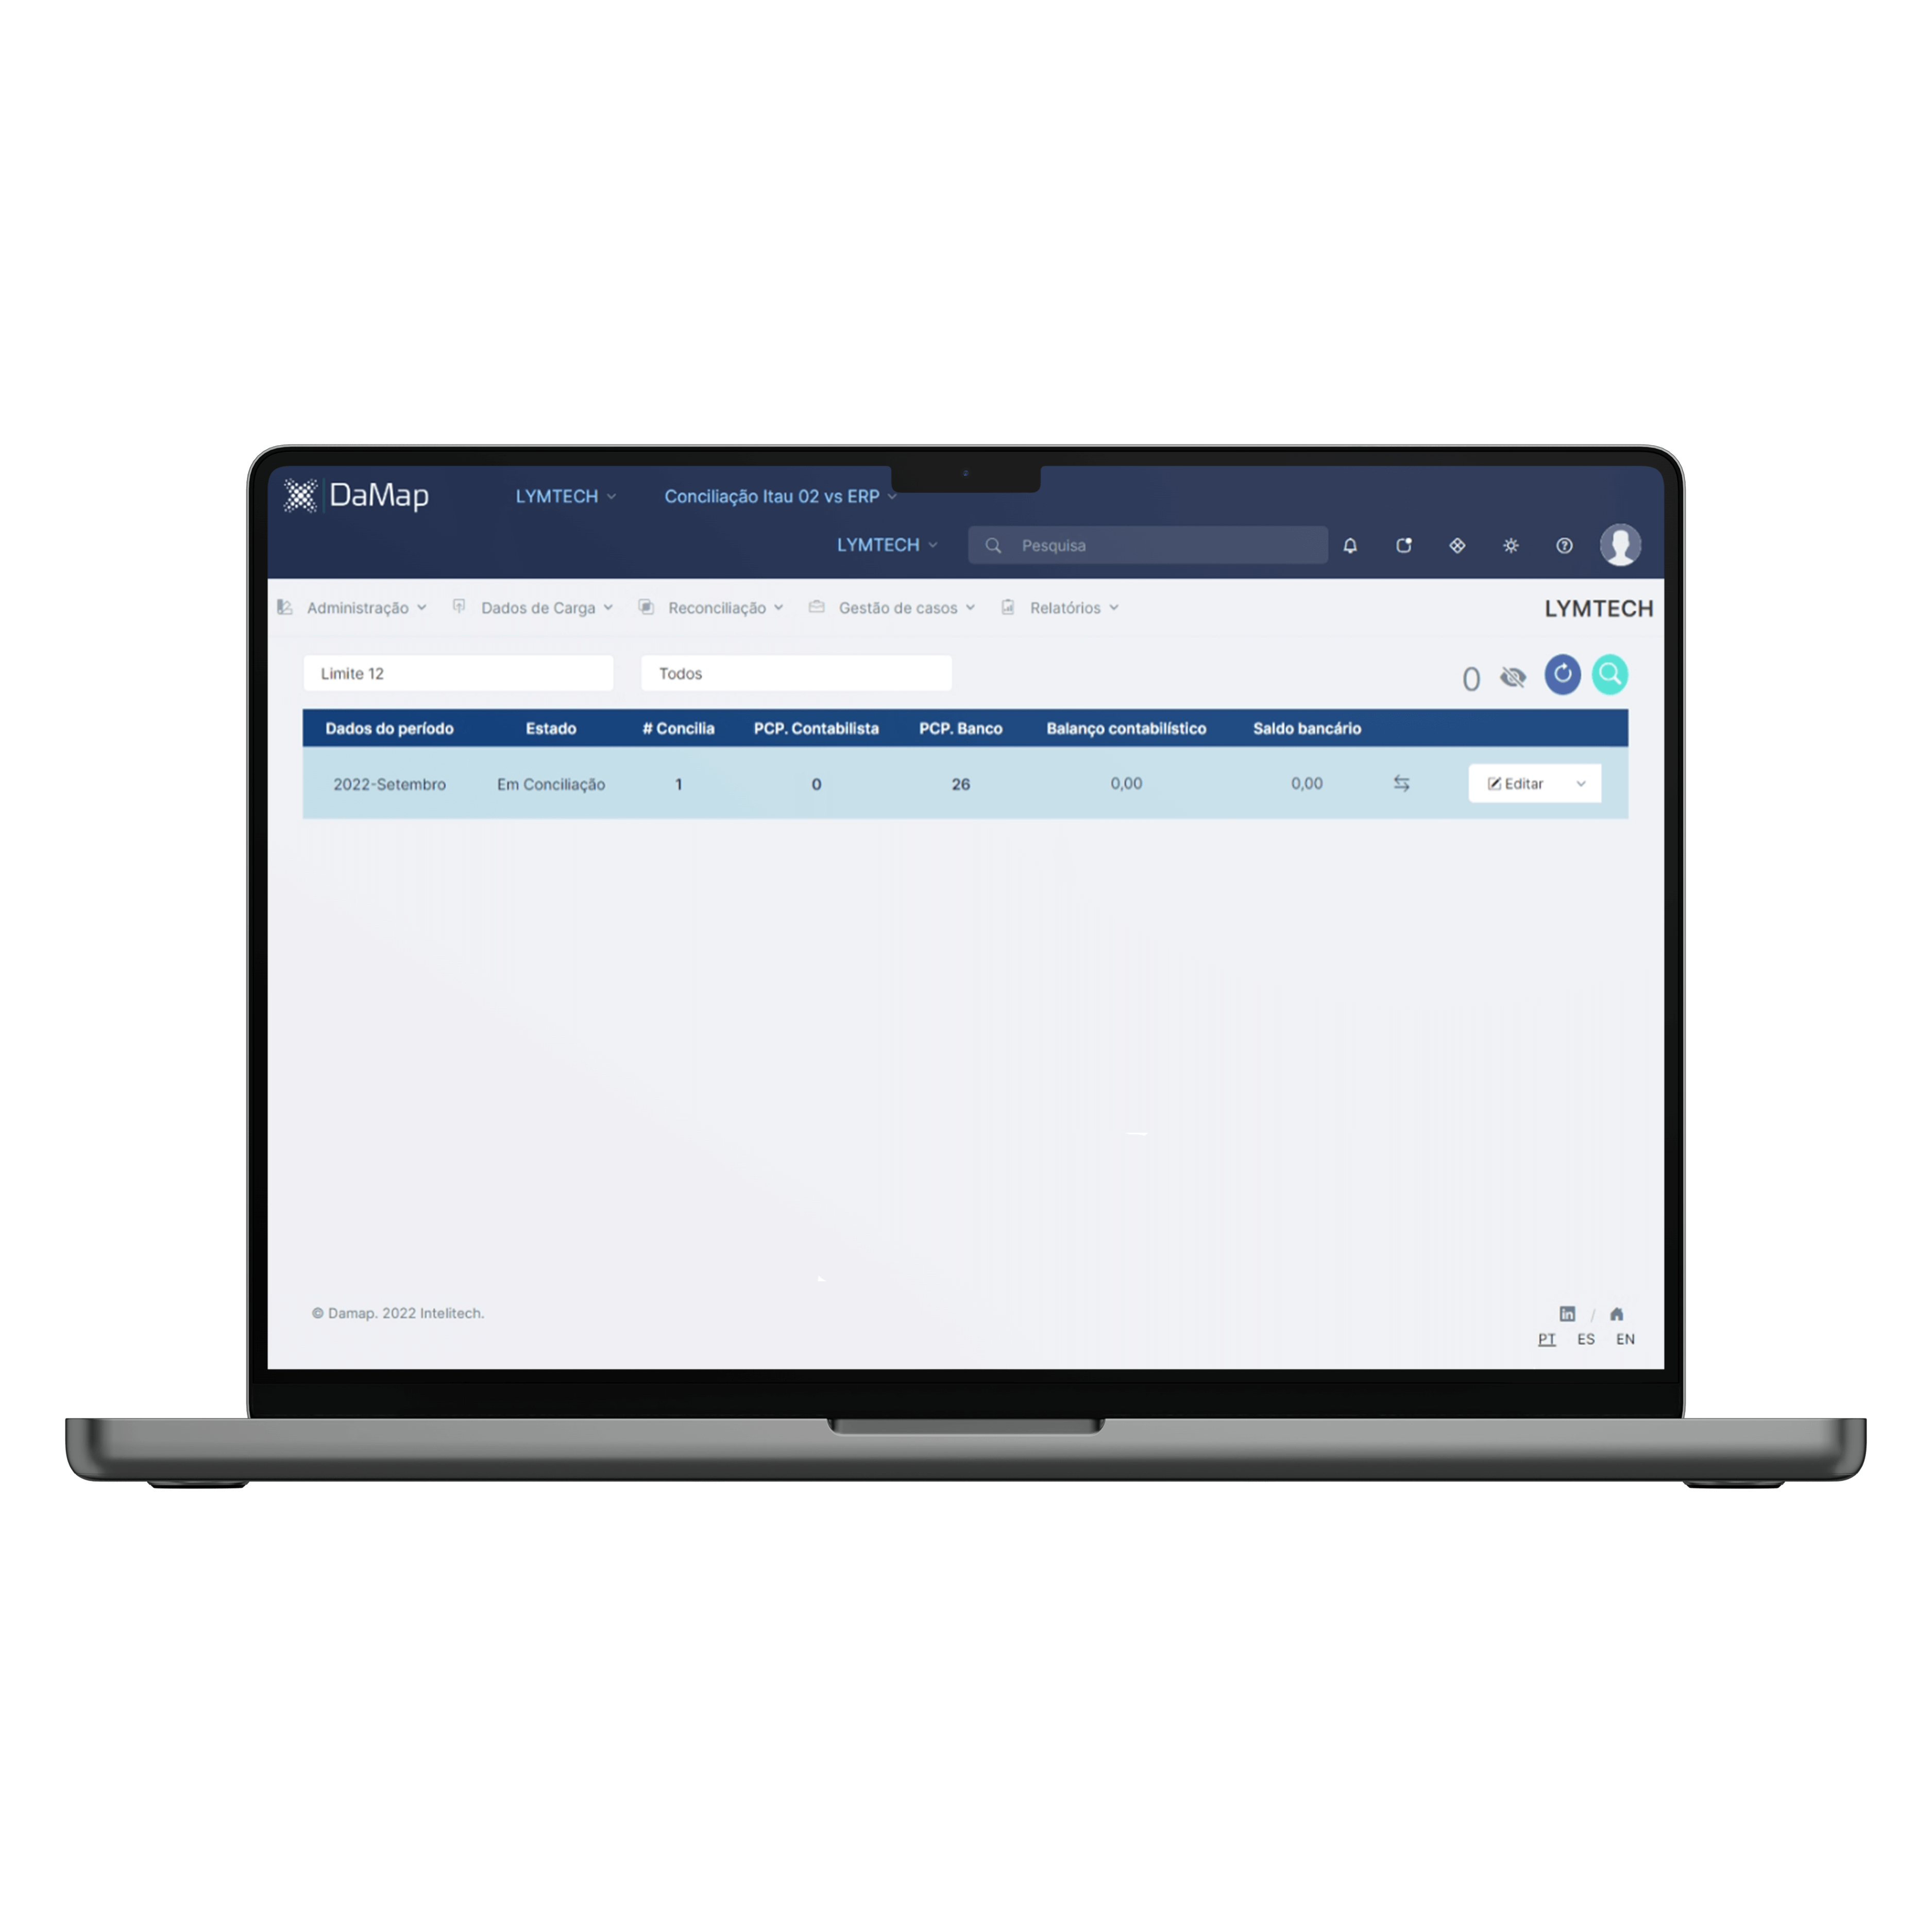 DaMap LYMTECH Conciliação Itau 02 vs ERP
LYMTECH Pesquisa
Administração Dados de Carga Reconciliação Gestão de casos Relatórios LYMTECH
Limite 12 Todos 0
Dados do período Estado # Concilia PCP. Contabilista PCP. Banco Balanço contabilístico Saldo bancário
2022-Setembro Em Conciliação 1 0 26 0,00 0,00 Editar
© Damap. 2022 Intelitech. in /
PT ES EN